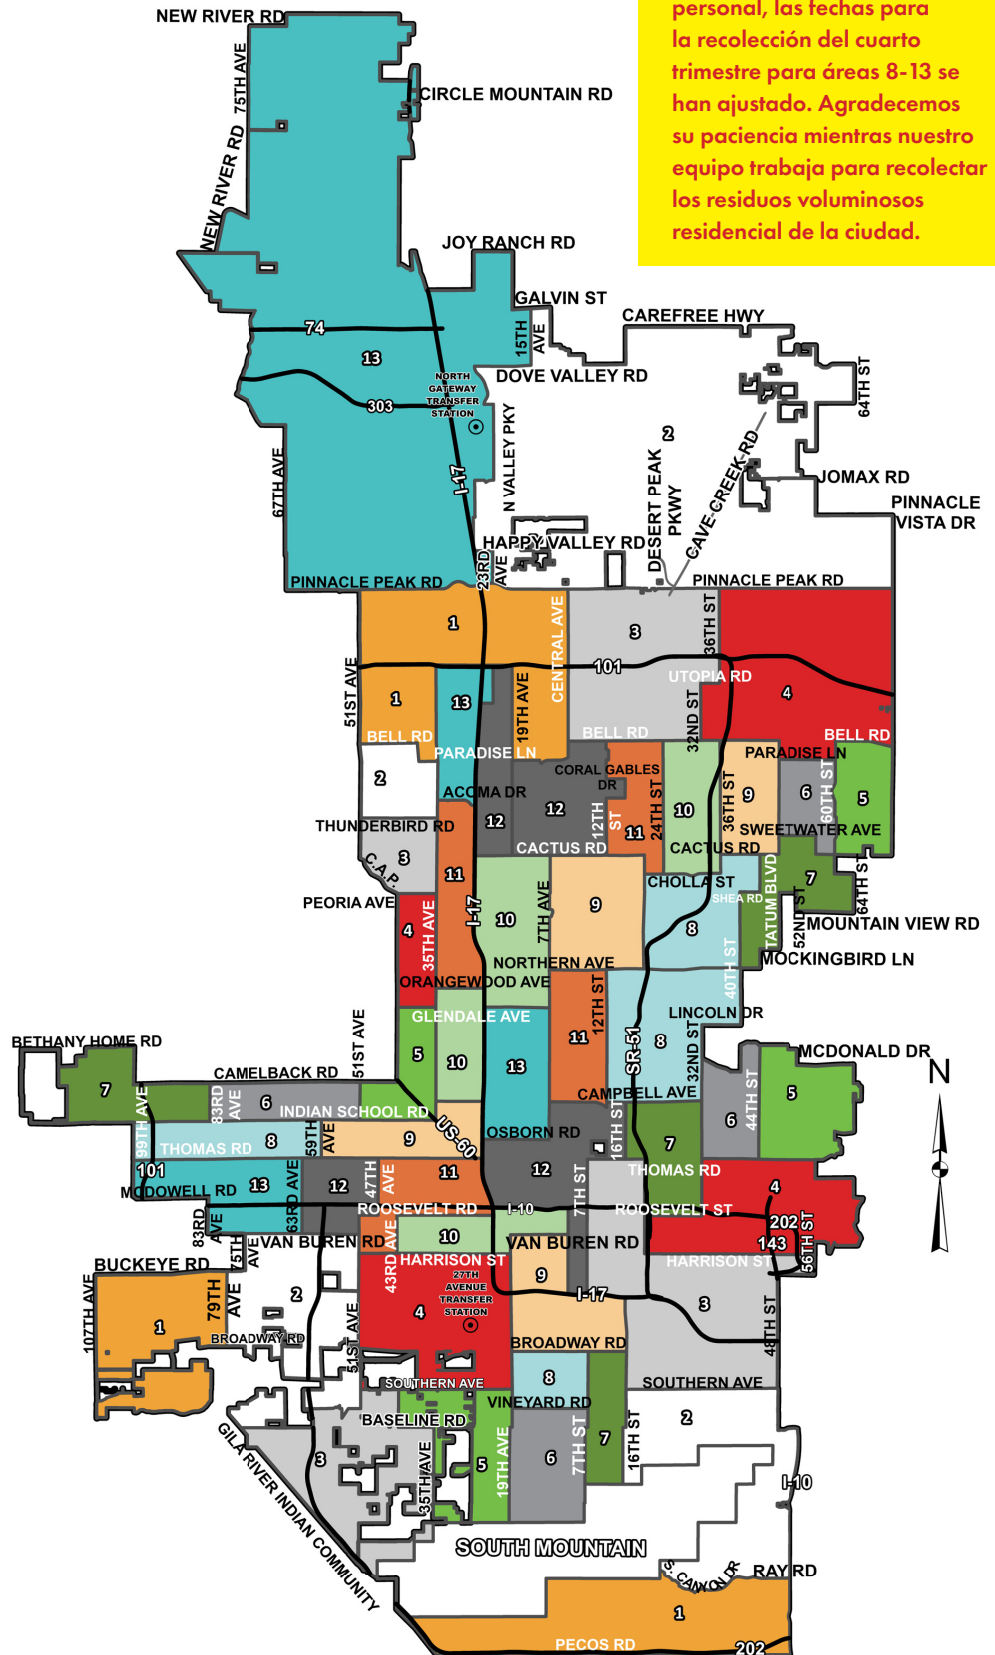 personal, las fechas para
la recolección del cuarto
trimestre para áreas 8-13 se
han ajustado. Agradecemos
su paciencia mientras nuestro
equipo trabaja para recolectar
los residuos voluminosos
residencial de la ciudad.
NEW RIVER RD
75TH AVE
CIRCLE MOUNTAIN RD
NEW RIVER RD
JOY RANCH RD
GALVIN ST
CAREFREE HWY
74
15TH
AVE
13
DOVE VALLEY RD
64TH ST
NORTH
GATEWAY
TRANSFER
STATION
303
2
I-17
N VALLEY PKY
67TH AVE
DESERT PEAK
PKWY
CAVE CREEK RD
JOMAX RD
PINNACLE
VISTA DR
HAPPY VALLEY RD
23RD
AVE
PINNACLE PEAK RD
PINNACLE PEAK RD
1
CENTRAL AVE
3
36TH ST
101
UTOPIA RD
51ST AVE
1
13
19TH AVE
4
32ND ST
BELL RD
BELL RD
BELL RD
PARADISE LN
PARADISE LN
2
CORAL GABLES
DR
ACOMA DR
12
12
12TH
ST
11
24TH ST
10
36TH ST
9
6
60TH ST
5
THUNDERBIRD RD
SWEETWATER AVE
CACTUS RD
CACTUS RD
3
C.A.P.
11
CHOLLA ST
TATUM BLVD
7
64TH ST
PEORIA AVE
4
35TH AVE
I-17
10
7TH AVE
9
SHEA RD
8
52ND ST
MOUNTAIN VIEW RD
NORTHERN AVE
MOCKINGBIRD LN
ORANGEWOOD AVE
40TH ST
12TH ST
GLENDALE AVE
LINCOLN DR
51ST AVE
5
10
13
11
SR-51
8
32ND ST
BETHANY HOME RD
MCDONALD DR
N
7
CAMELBACK RD
CAMPBELL AVE
5
99TH AVE
83RD
AVE
6
INDIAN SCHOOL RD
US-60
6
44TH ST
THOMAS RD
8
59TH
AVE
9
OSBORN RD
16TH ST
7
101
12
THOMAS RD
MCDOWELL RD
13
63RD AVE
12
47TH
AVE
11
7TH ST
4
83RD
AVE
ROOSEVELT RD
I-10
ROOSEVELT ST
202
75TH
AVE
VAN BUREN RD
43RD
AVE
10
VAN BUREN RD
143
56TH ST
BUCKEYE RD
HARRISON ST
HARRISON ST
107TH AVE
79TH
AVE
2
27TH
AVENUE
TRANSFER
STATION
9
I-17
1
4
3
BROADWAY RD
51ST AVE
BROADWAY RD
48TH ST
SOUTHERN AVE
8
SOUTHERN AVE
VINEYARD RD
BASELINE RD
2
GILA RIVER INDIAN COMMUNITY
3
35TH AVE
5
19TH AVE
6
7TH ST
7
16TH ST
I-10
SOUTH MOUNTAIN
S. CANYON DR
RAY RD
1
PECOS RD
202